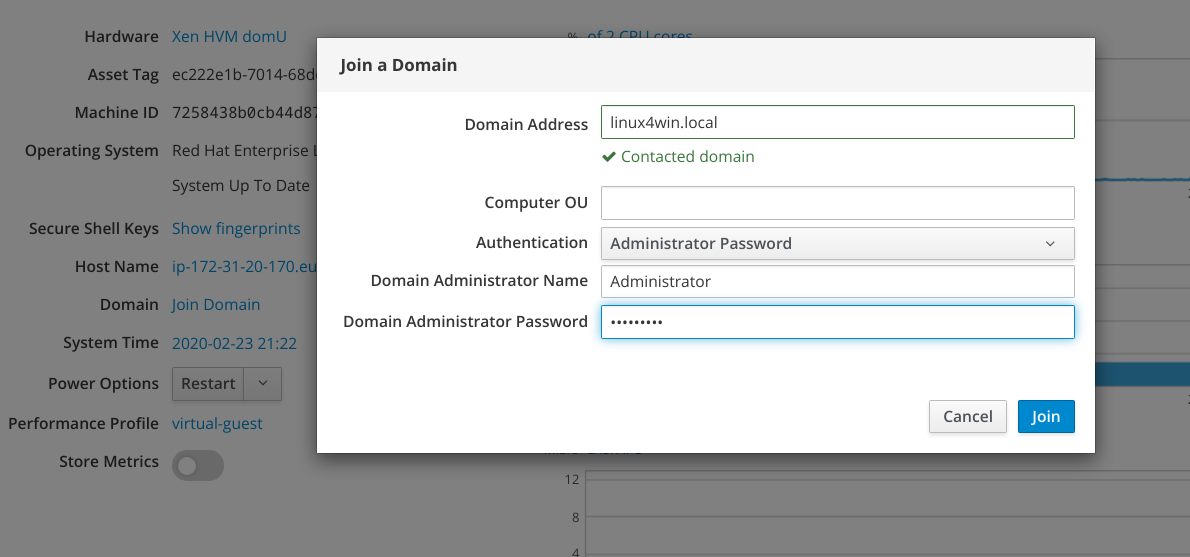 Hardware Xen HVM domU
% of 2 CPU cores
Asset Tag ec222e1b-7014-68d
Machine ID 7258438b0cb44d87
Operating System Red Hat Enterprise L
System Up To Date
Secure Shell Keys Show fingerprints
Host Name ip-172-31-20-170.eu
Domain Join Domain
System Time 2020-02-23 21:22
Power Options Restart
Performance Profile virtual-guest
Store Metrics
Join a Domain
Domain Address linux4win.local
Contacted domain
Computer OU
Authentication Administrator Password
Domain Administrator Name Administrator
Domain Administrator Password •••••••••
Cancel Join
12
8
4